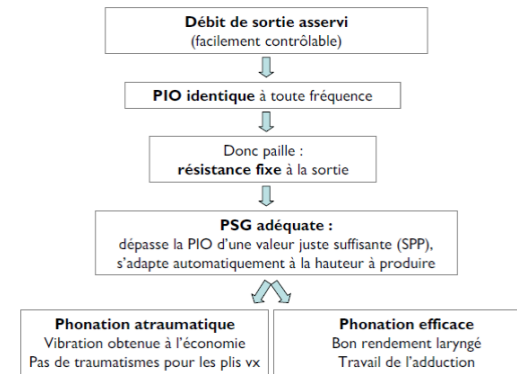 Débit de sortie asservi
(facilement contrôlable)
PIO identique à toute fréquence
Donc paille :
résistance fixe à la sortie
PSG adéquate :
dépasse la PIO d'une valeur juste suffisante (SPP),
s'adapte automatiquement à la hauteur à produire
Phonation atraumatique
Vibration obtenue à l'économie
Pas de traumatismes pour les plis vx
Phonation efficace
Bon rendement laryngé
Travail de l'adduction